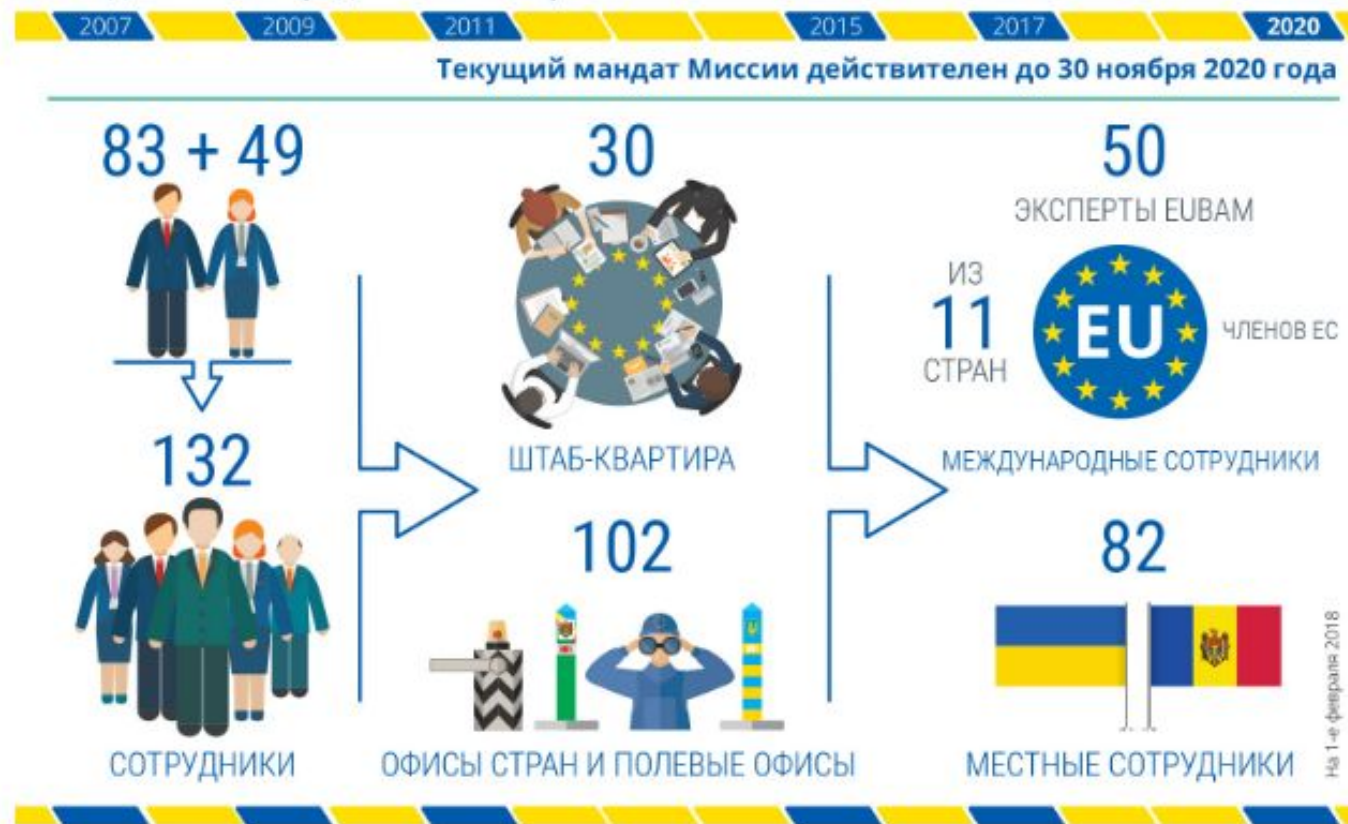 2007 2009 2011 2015 2017 2020
Текущий мандат Миссии действителен до 30 ноября 2020 года
83 + 49
132
СОТРУДНИКИ
30
ШТАБ-КВАРТИРА
102
ОФИСЫ СТРАН И ПОЛЕВЫЕ ОФИСЫ
50
ЭКСПЕРТЫ EUBAM
ИЗ
11
СТРАН
EU
ЧЛЕНОВ ЕС
МЕЖДУНАРОДНЫЕ СОТРУДНИКИ
82
МЕСТНЫЕ СОТРУДНИКИ
На 1-е февраля 2018